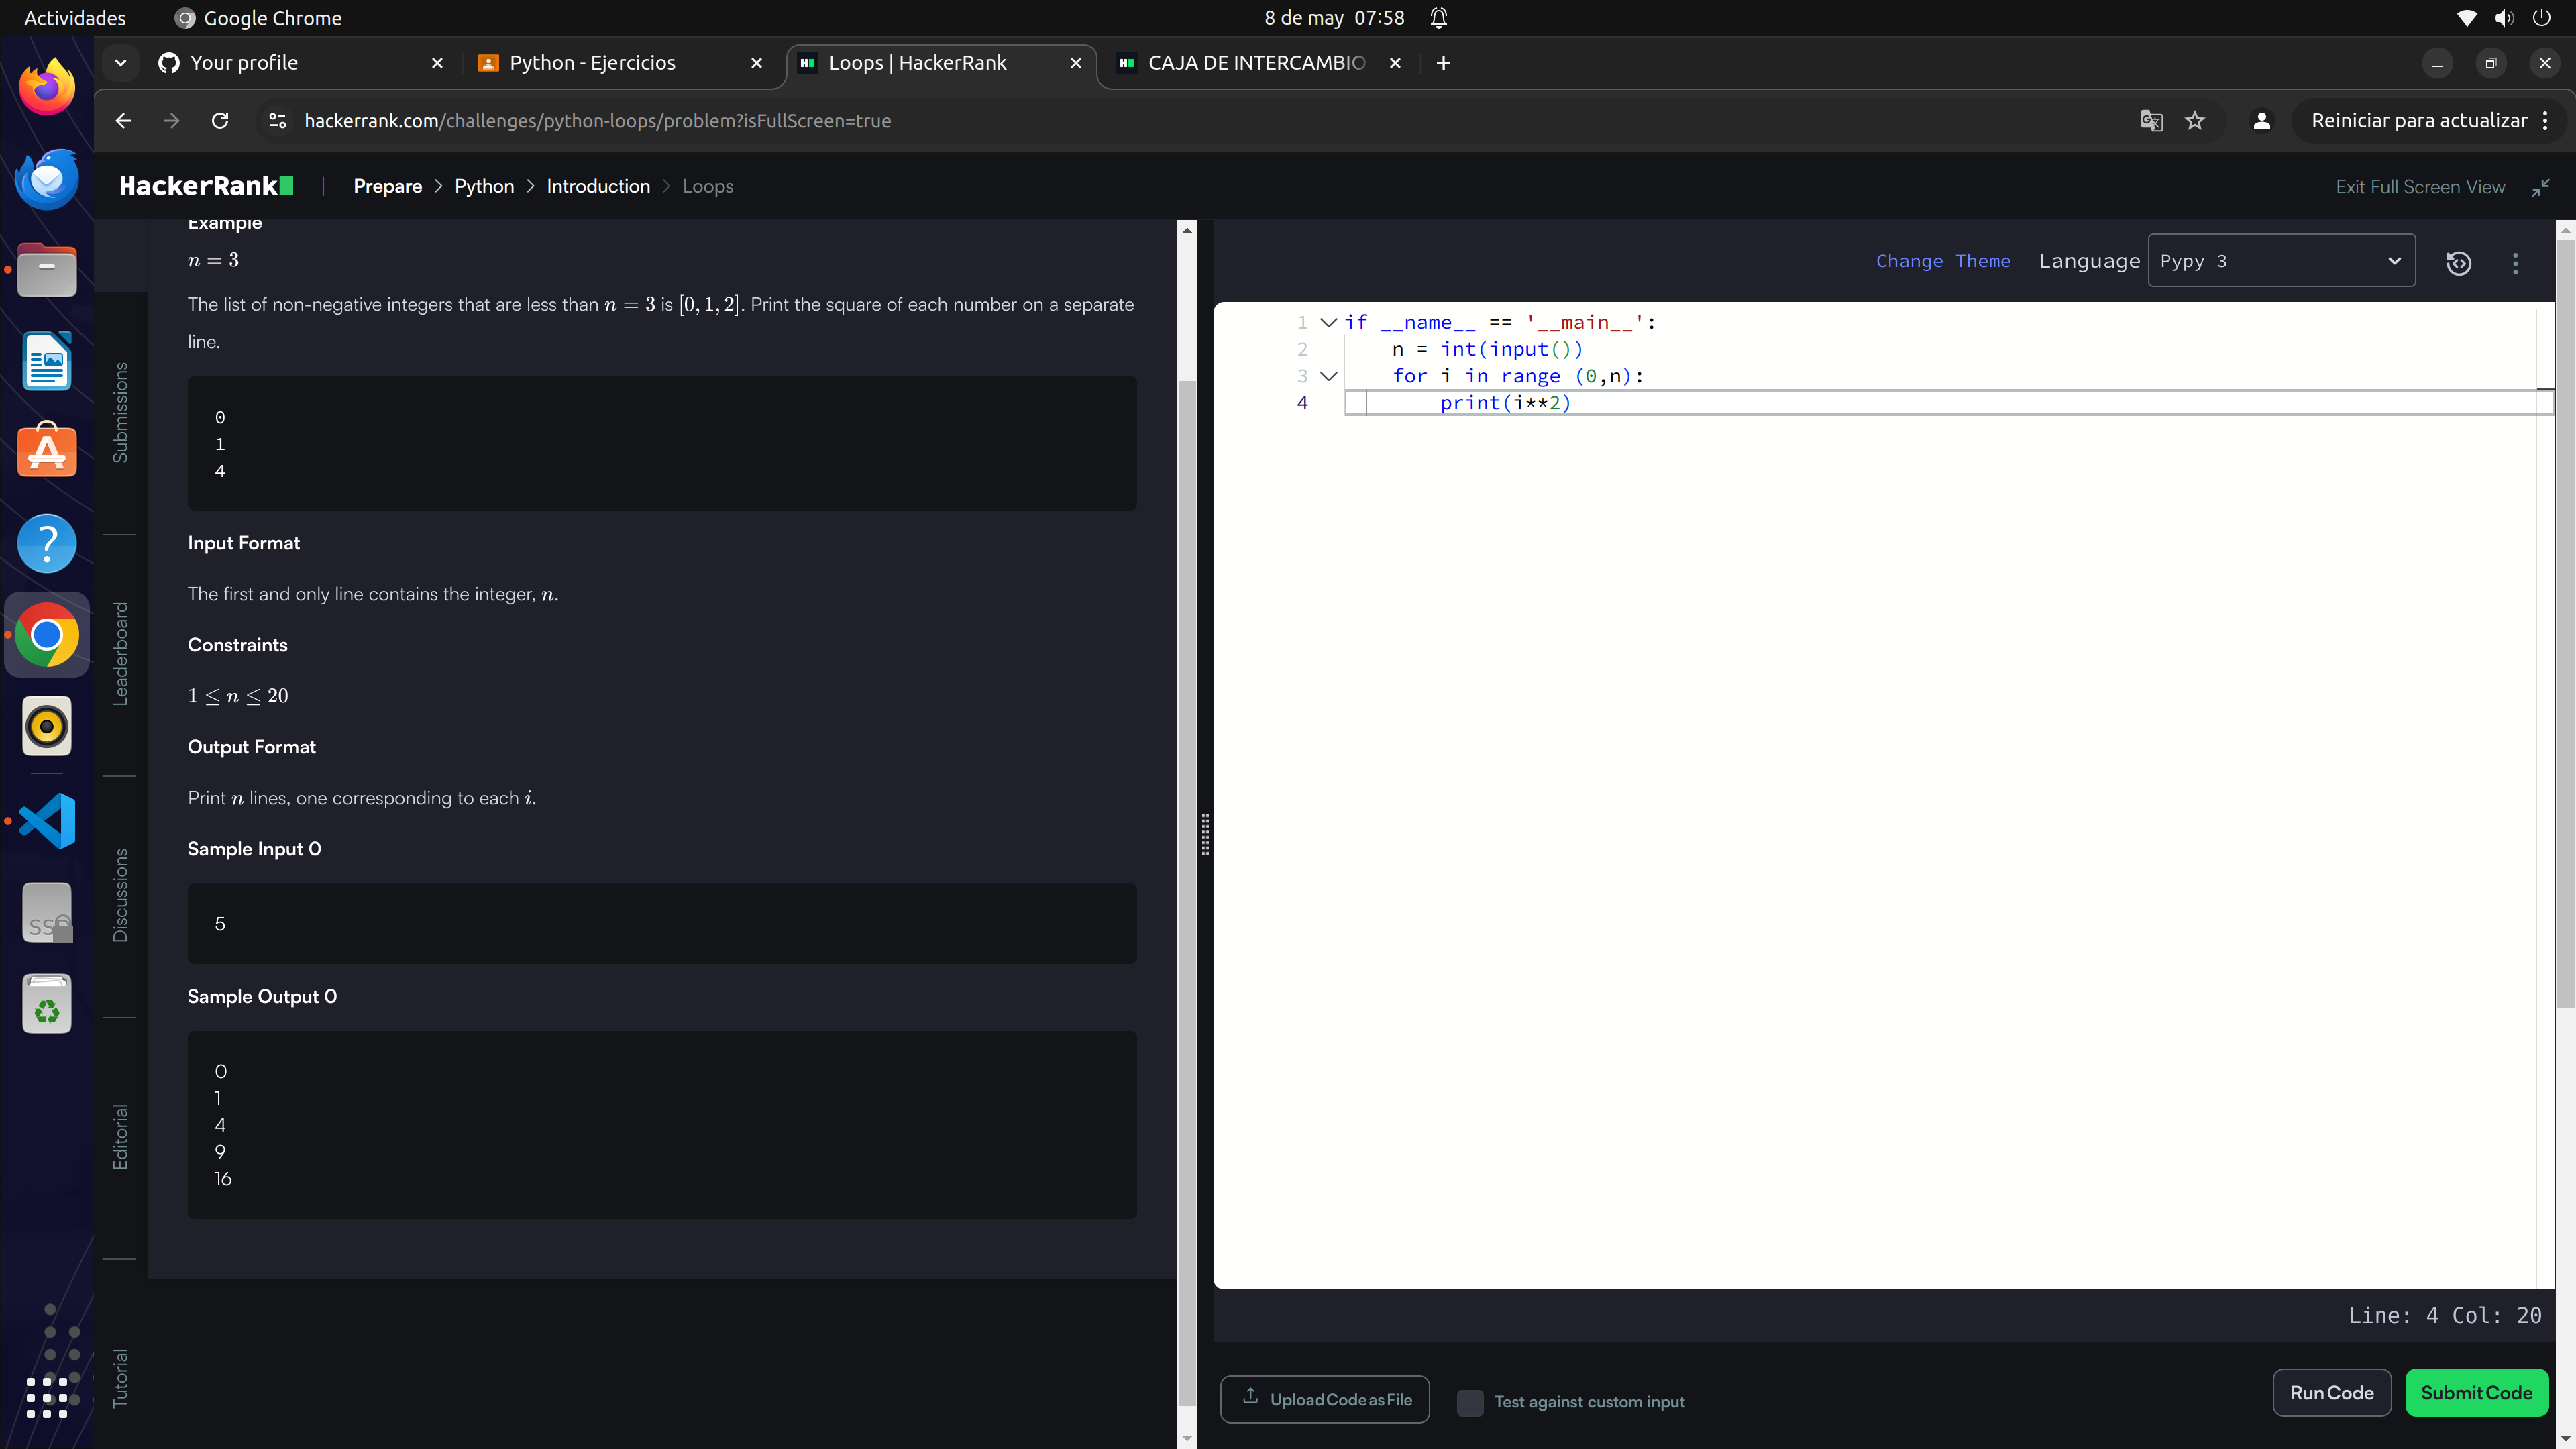 Actividades
Google Chrome
8 de may 07:58
Your profile
Python - Ejercicios
Loops | HackerRank
CAJA DE INTERCAMBIO
hackerrank.com/challenges/python-loops/problem?isFullScreen=true
Reiniciar para actualizar
HackerRank
Prepare > Python > Introduction > Loops
Exit Full Screen View
Submissions
Leaderboard
Discussions
Editorial
Tutorial
Example
n = 3
The list of non-negative integers that are less than n = 3 is [0, 1, 2]. Print the square of each number on a separate
line.
0
1
4
Input Format
The first and only line contains the integer, n.
Constraints
1 ≤ n ≤ 20
Output Format
Print n lines, one corresponding to each i.
Sample Input 0
5
Sample Output 0
0
1
4
9
16
Change Theme
Language
Pypy 3
1 if __name__ == '__main__':
2 n = int(input())
3 for i in range (0,n):
4 print(i**2)
Line: 4 Col: 20
Upload Code as File
Test against custom input
Run Code
Submit Code